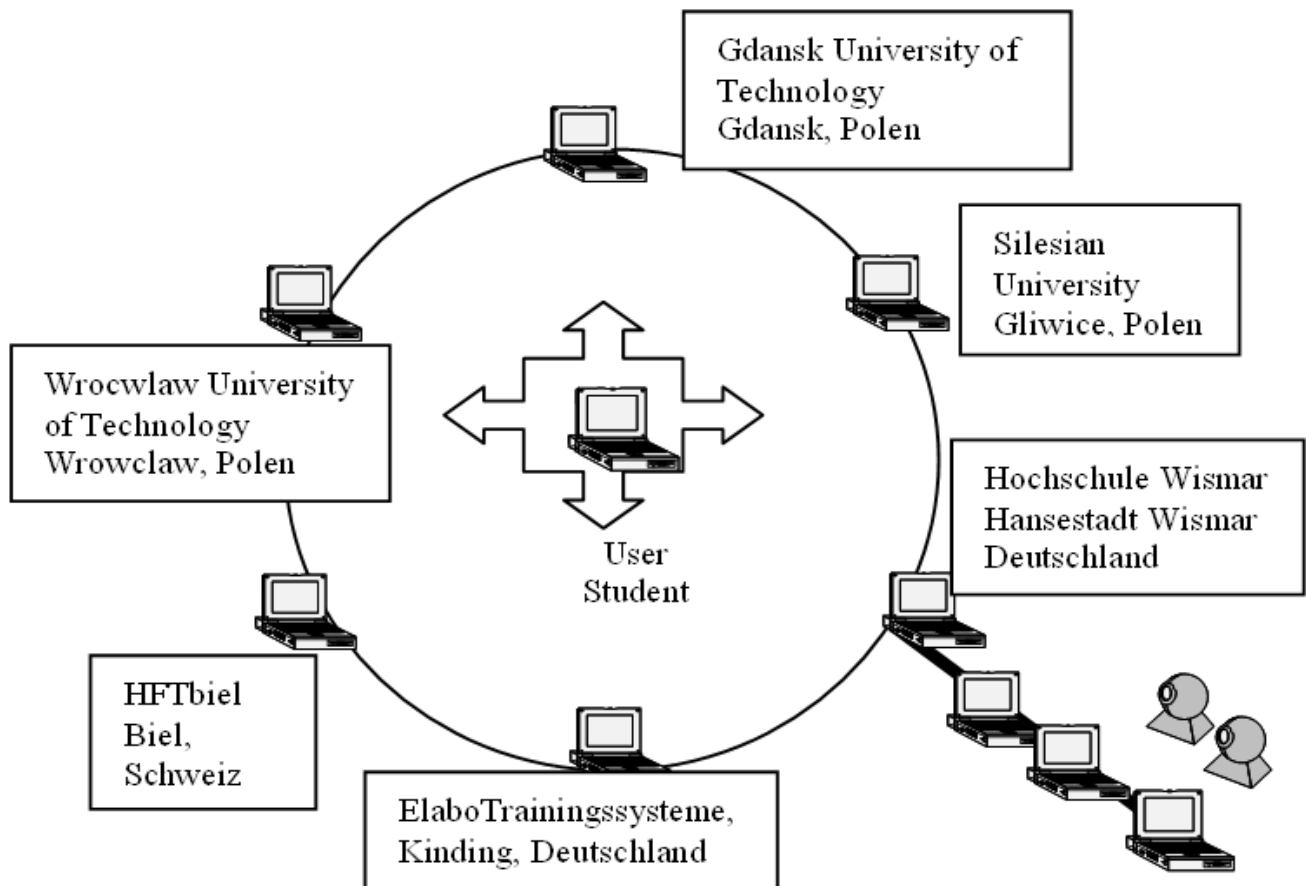 Gdansk University of
Technology
Gdansk, Polen
Silesian
University
Gliwice, Polen
Wrocwlaw University
of Technology
Wrowclaw, Polen
Hochschule Wismar
Hansestadt Wismar
Deutschland
User
Student
HFTbiel
Biel,
Schweiz
ElaboTrainingssysteme,
Kinding, Deutschland